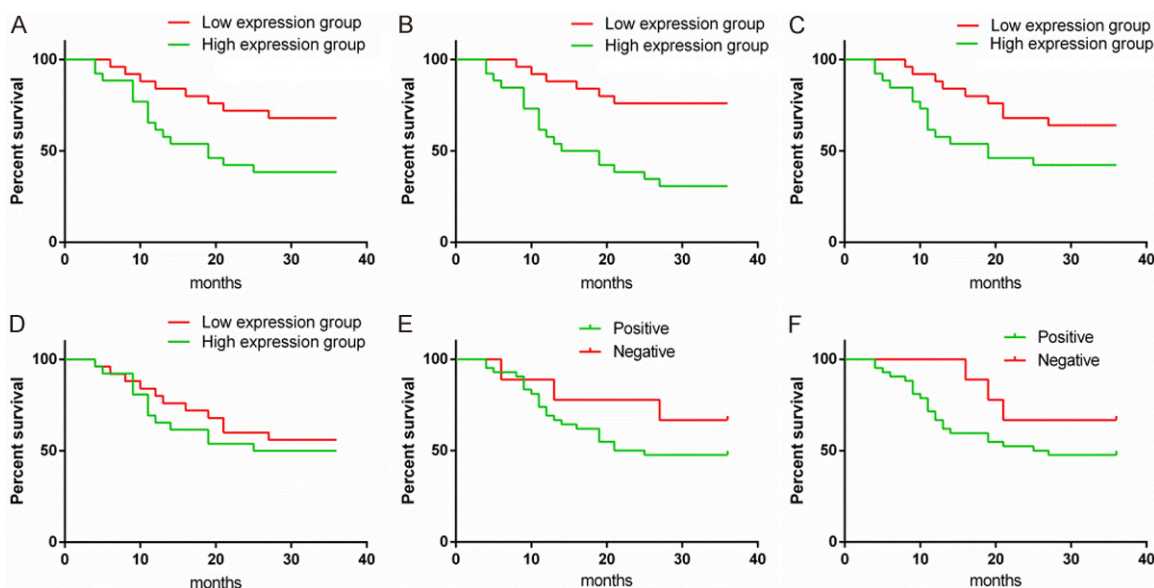 A
Low expression group
High expression group
Percent survival
100
50
0
0 10 20 30 40
months
B
Low expression group
High expression group
Percent survival
100
50
0
0 10 20 30 40
months
C
Low expression group
High expression group
Percent survival
100
50
0
0 10 20 30 40
months
D
Low expression group
High expression group
Percent survival
100
50
0
0 10 20 30 40
months
E
Positive
Negative
Percent survival
100
50
0
0 10 20 30 40
months
F
Positive
Negative
Percent survival
100
50
0
0 10 20 30 40
months